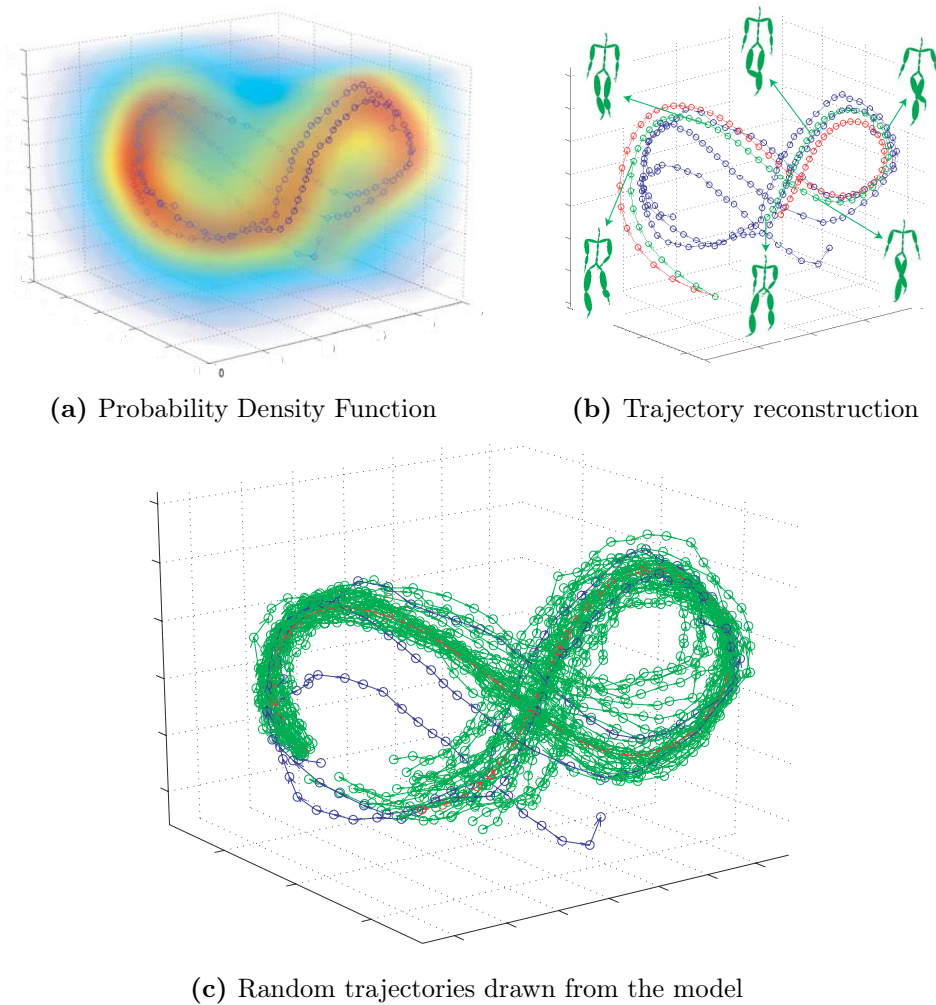 0
(a) Probability Density Function
(b) Trajectory reconstruction
(c) Random trajectories drawn from the model